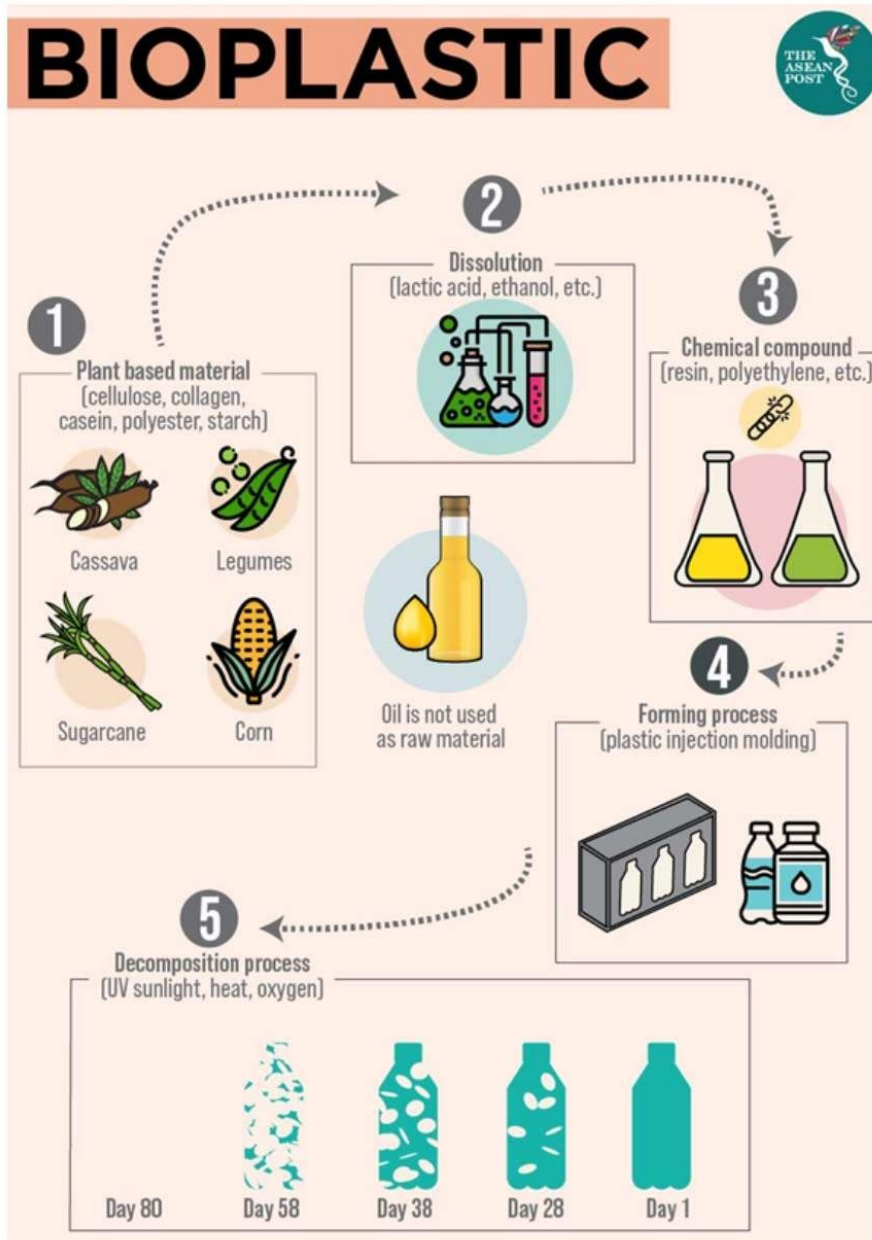 BIOPLASTIC
THE
ASEAN
POST
1
Plant based material
(cellulose, collagen,
casein, polyester, starch)
Cassava
Legumes
Sugarcane
Corn
2
Dissolution
(lactic acid, ethanol, etc.)
3
Chemical compound
(resin, polyethylene, etc.)
Oil is not used
as raw material
4
Forming process
(plastic injection molding)
5
Decomposition process
(UV sunlight, heat, oxygen)
Day 80
Day 58
Day 38
Day 28
Day 1